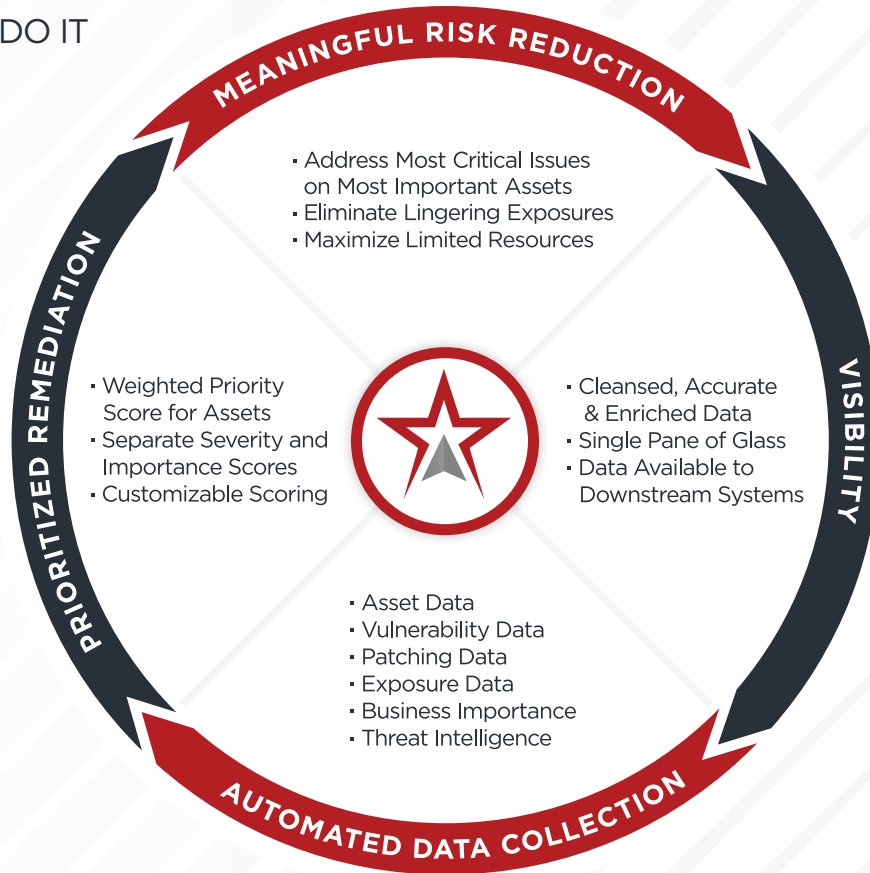 DO IT
MEANINGFUL RISK REDUCTION
· Address Most Critical Issues
on Most Important Assets
· Eliminate Lingering Exposures
· Maximize Limited Resources
PRIORITIZED REMEDIATION
· Weighted Priority
Score for Assets
· Separate Severity and
Importance Scores
· Customizable Scoring
· Cleansed, Accurate
& Enriched Data
· Single Pane of Glass
· Data Available to
Downstream Systems
VISIBILITY
· Asset Data
· Vulnerability Data
· Patching Data
· Exposure Data
· Business Importance
· Threat Intelligence
AUTOMATED DATA COLLECTION